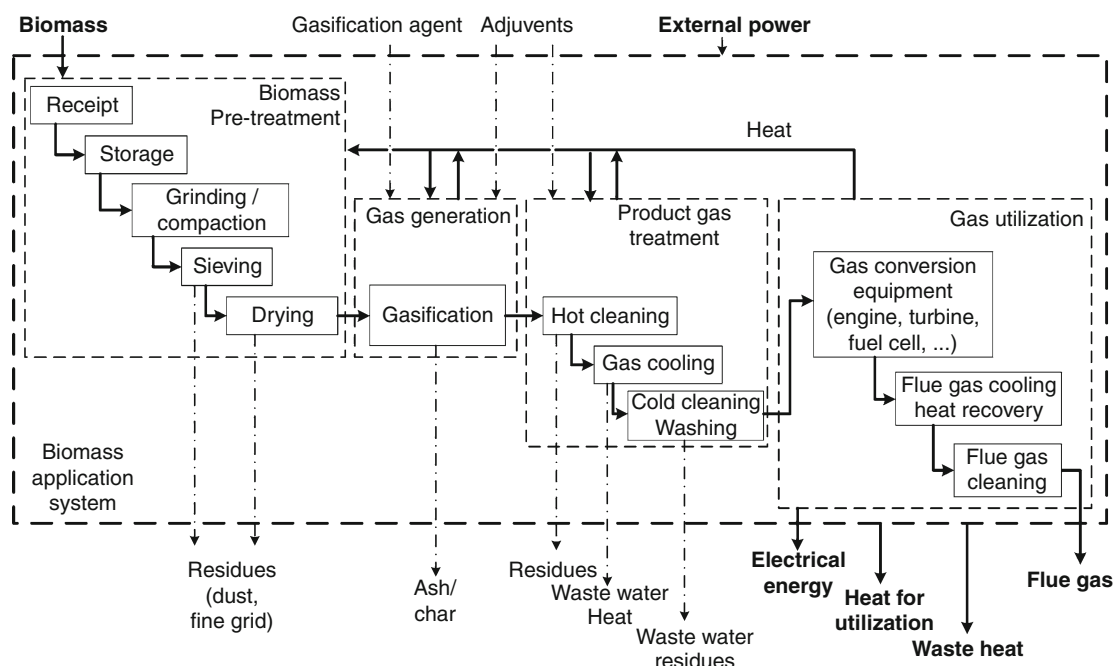 Biomass
Gasification agent
Adjuvents
External power
Biomass
Pre-treatment
Receipt
Storage
Grinding /
compaction
Sieving
Drying
Heat
Gas generation
Gasification
Product gas
treatment
Hot cleaning
Gas cooling
Cold cleaning
Washing
Gas utilization
Gas conversion
equipment
(engine, turbine,
fuel cell, ...)
Flue gas cooling
heat recovery
Flue gas
cleaning
Biomass
application
system
Residues
(dust,
fine grid)
Ash/
char
Residues
Waste water
Heat
Waste water
residues
Electrical
energy
Heat for
utilization
Waste heat
Flue gas